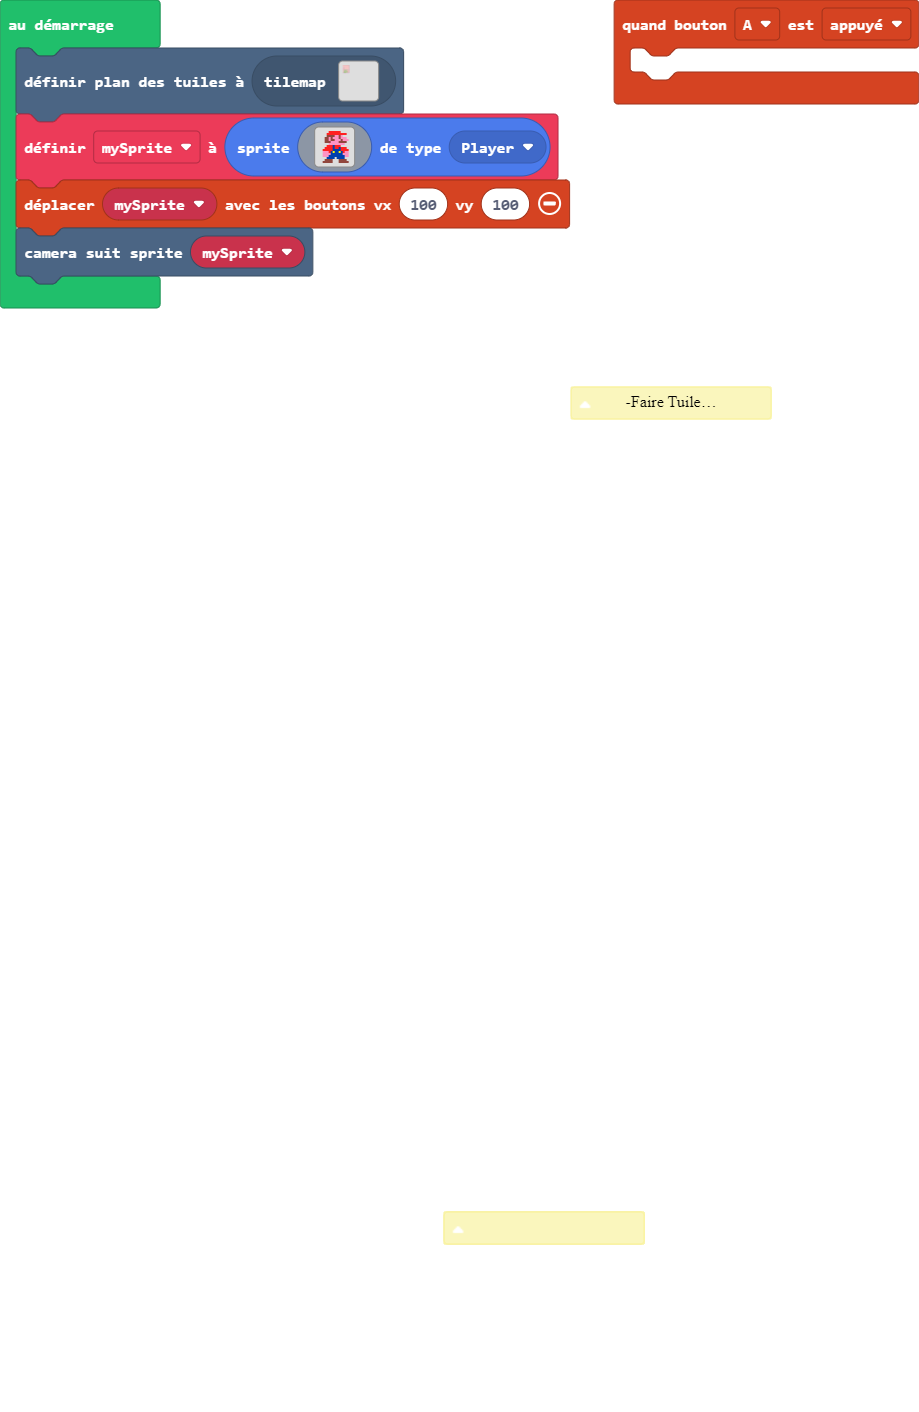 au démarrage
quand bouton A est appuyé
définir plan des tuiles à tilemap
définir mySprite à sprite de type Player
déplacer mySprite avec les boutons vx 100 vy 100
camera suit sprite mySprite
-Faire Tuile…